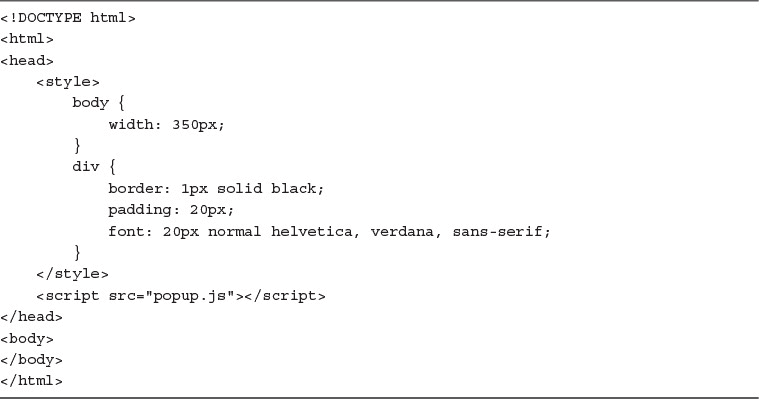 <!DOCTYPE html>
<html>
<head>
    <style>
        body {
            width: 350px;
        }
        div {
            border: 1px solid black;
            padding: 20px;
            font: 20px normal helvetica, verdana, sans-serif;
        }
    </style>
    <script src="popup.js"></script>
</head>
<body>
</body>
</html>